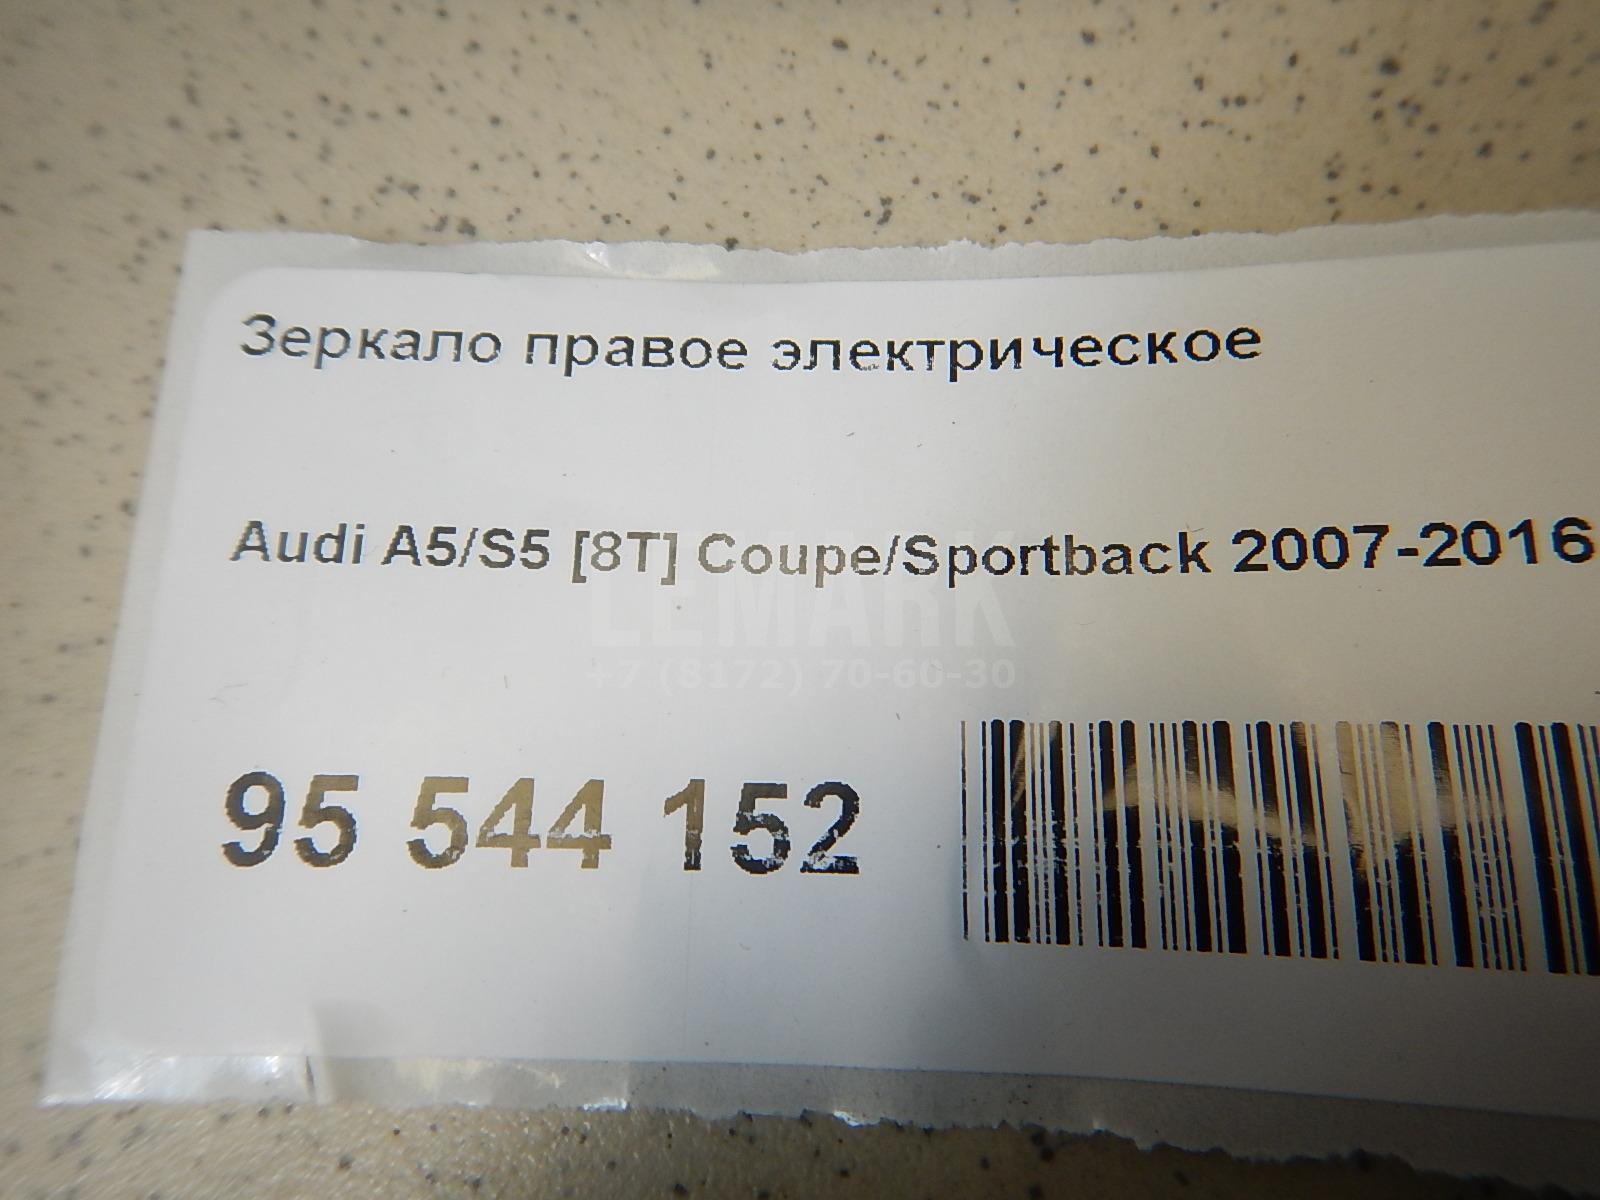 Зеркало правое электрическое
Audi A5/S5 [8T] Coupe/Sportback 2007-2016
LEMARK
+7 (8172) 70-60-30
95 544 152